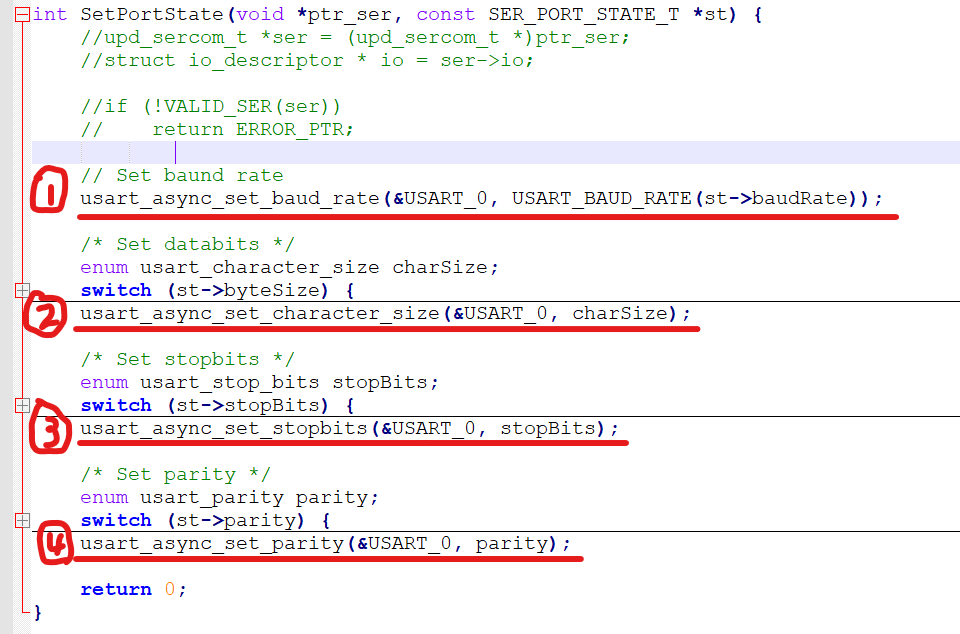 int SetPortState(void *ptr_ser, const SER_PORT_STATE_T *st) {
//upd_sercom_t *ser = (upd_sercom_t *)ptr_ser;
//struct io_descriptor * io = ser->io;
//if (!VALID_SER(ser))
//    return ERROR_PTR;
// Set baund rate
1 usart_async_set_baud_rate(&USART_0, USART_BAUD_RATE(st->baudRate));
/* Set databits */
enum usart_character_size charSize;
switch (st->byteSize) {
2 usart_async_set_character_size(&USART_0, charSize);
/* Set stopbits */
enum usart_stop_bits stopBits;
switch (st->stopBits) {
3 usart_async_set_stopbits(&USART_0, stopBits);
/* Set parity */
enum usart_parity parity;
switch (st->parity) {
4 usart_async_set_parity(&USART_0, parity);
return 0;
}